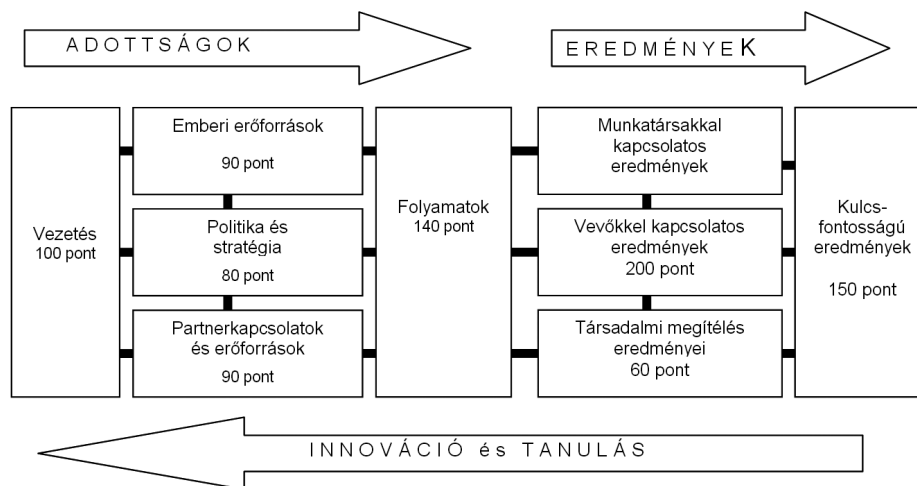 ADOTTSÁGOK
EREDMÉNYEK
Vezetés
100 pont
Emberi erőforrások
90 pont
Politika és
stratégia
80 pont
Partnerkapcsolatok
és erőforrások
90 pont
Folyamatok
140 pont
Munkatársakkal
kapcsolatos
eredmények
Vevőkkel kapcsolatos
eredmények
200 pont
Társadalmi megítélés
eredményei
60 pont
Kulcs-
fontosságú
eredmények
150 pont
INNOVÁCIÓ és TANULÁS